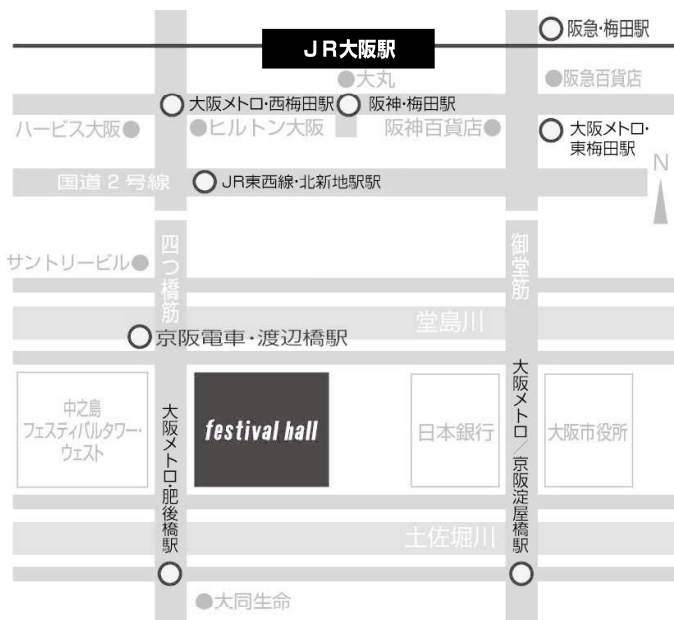 阪急・梅田駅
JR大阪駅
大丸
阪急百貨店
大阪メトロ・西梅田駅
阪神・梅田駅
ハービス大阪
ヒルトン大阪
阪神百貨店
大阪メトロ・
東梅田駅
N
国道2号線
JR東西線・北新地駅駅
四つ橋筋
御堂筋
サントリービル
堂島川
京阪電車・渡辺橋駅
中之島
フェスティバルタワー・
ウェスト
大阪メトロ・肥後橋駅
festival hall
日本銀行
大阪メトロ/京阪淀屋橋駅
大阪市役所
土佐堀川
大同生命